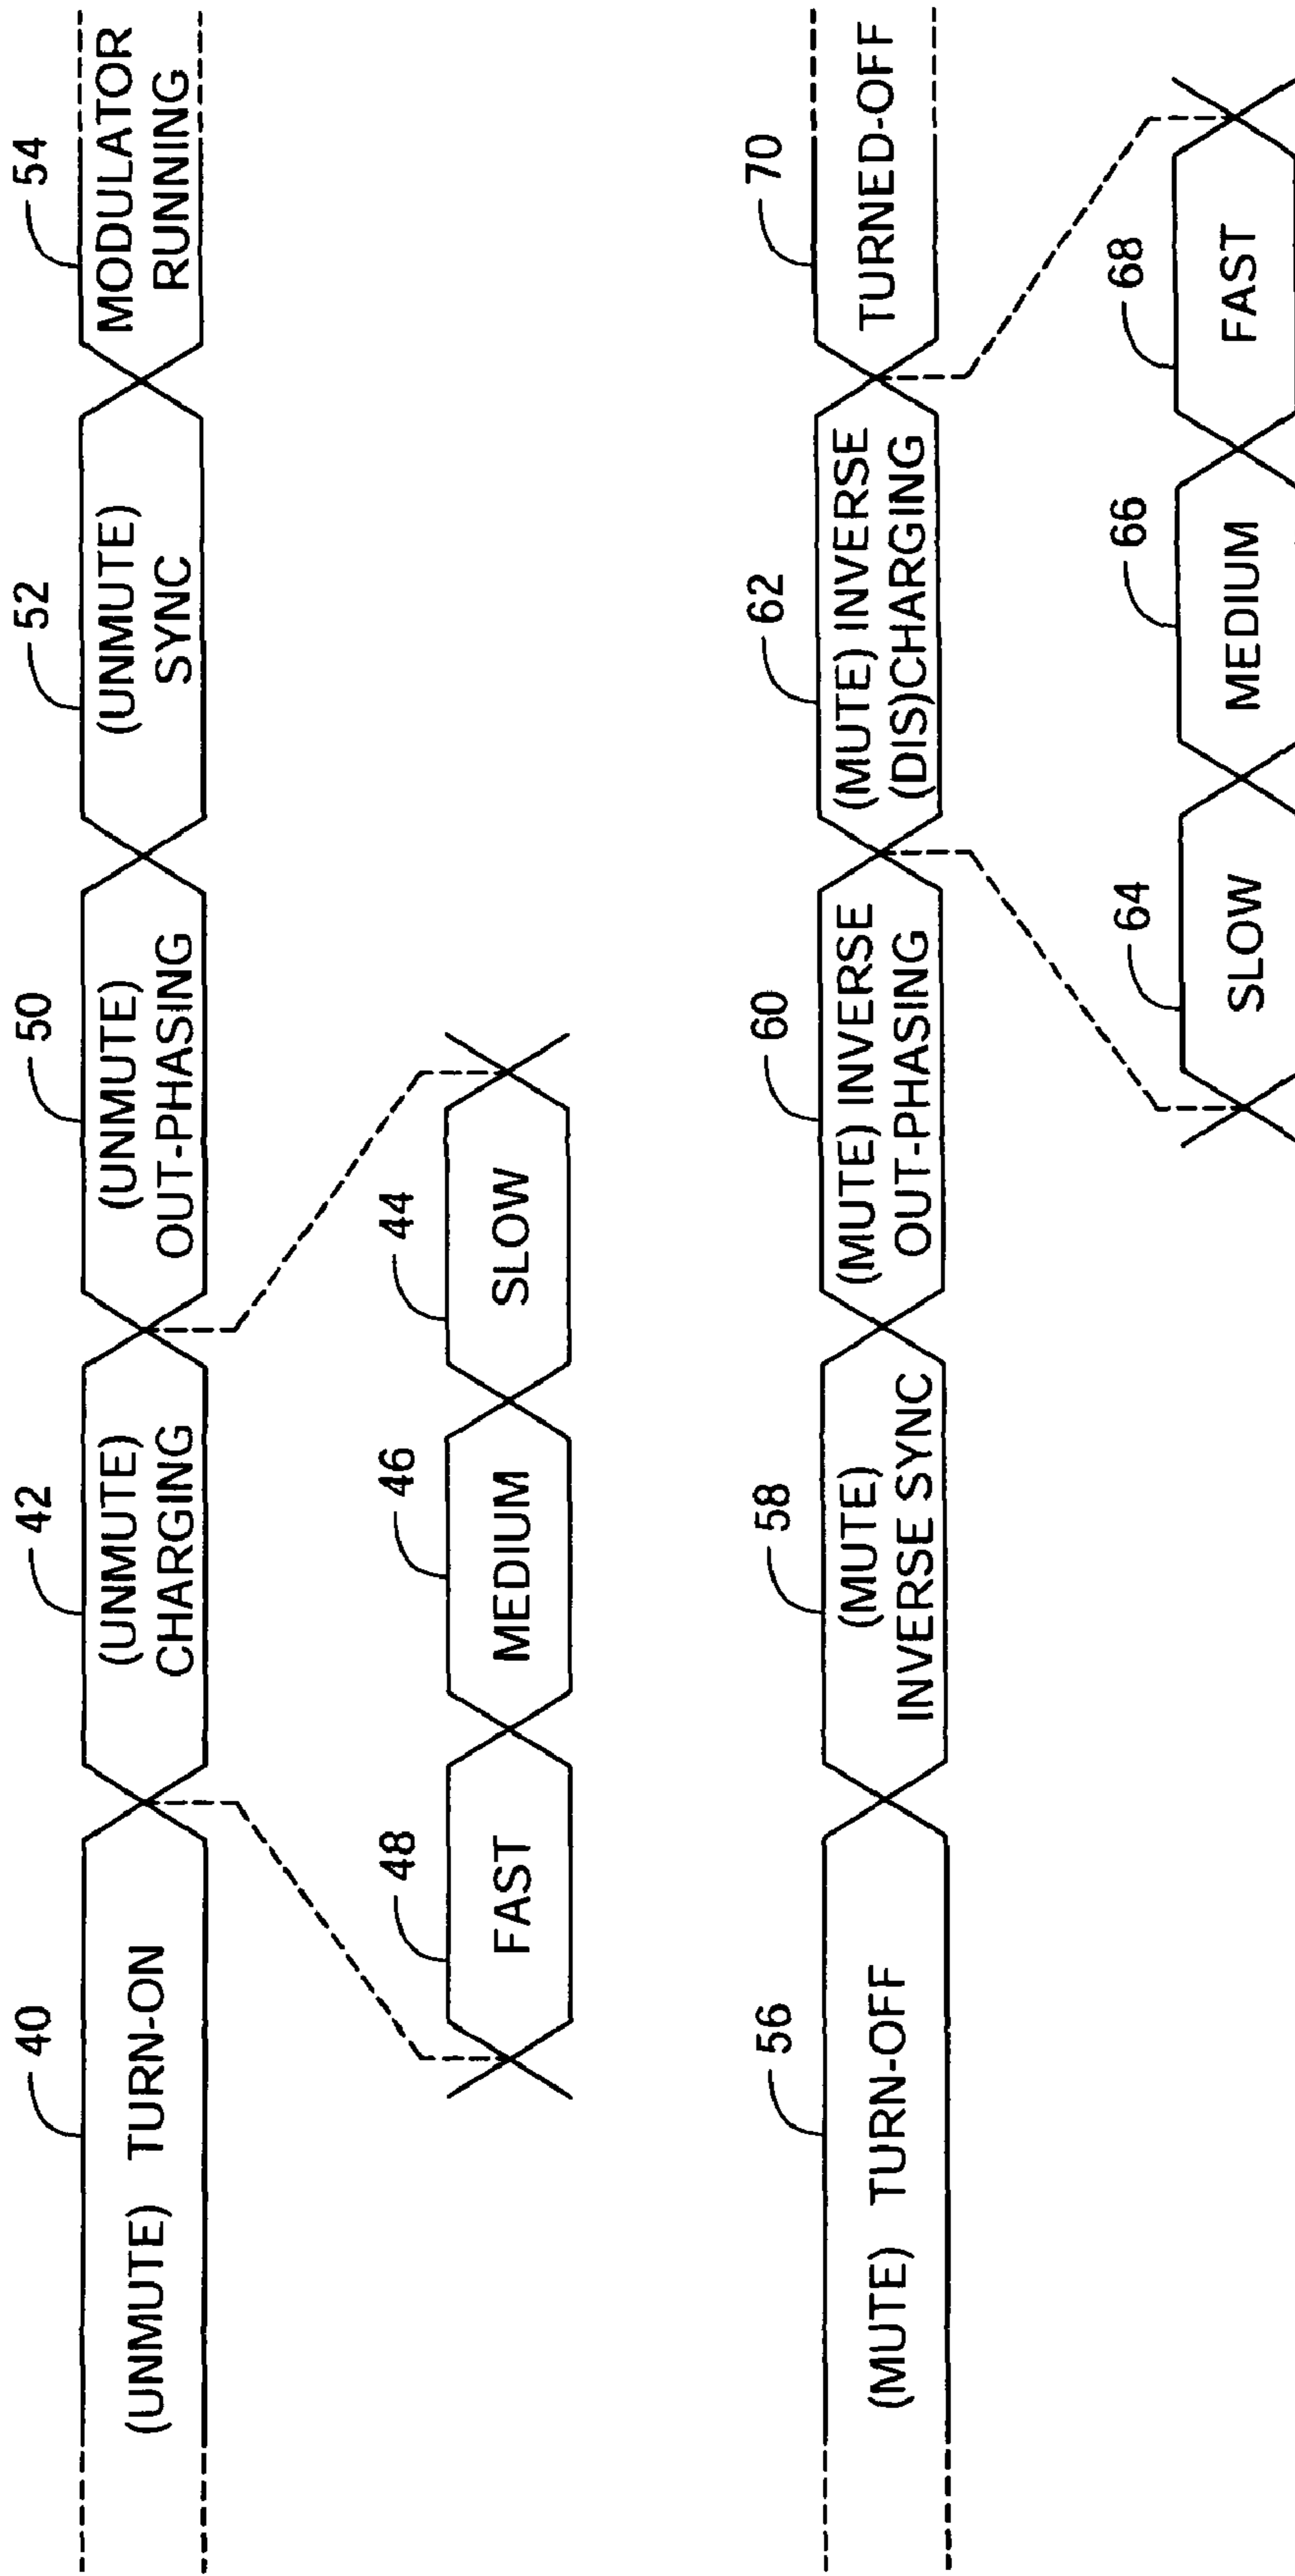 40
42
50
52
54
(UNMUTE) TURN-ON
(UNMUTE)
CHARGING
(UNMUTE)
OUT-PHASING
(UNMUTE)
SYNC
MODULATOR
RUNNING
48
46
44
FAST
MEDIUM
SLOW
56
58
60
62
70
(MUTE) TURN-OFF
(MUTE)
INVERSE SYNC
(MUTE) INVERSE
OUT-PHASING
(MUTE) INVERSE
(DIS)CHARGING
TURNED-OFF
64
66
68
SLOW
MEDIUM
FAST